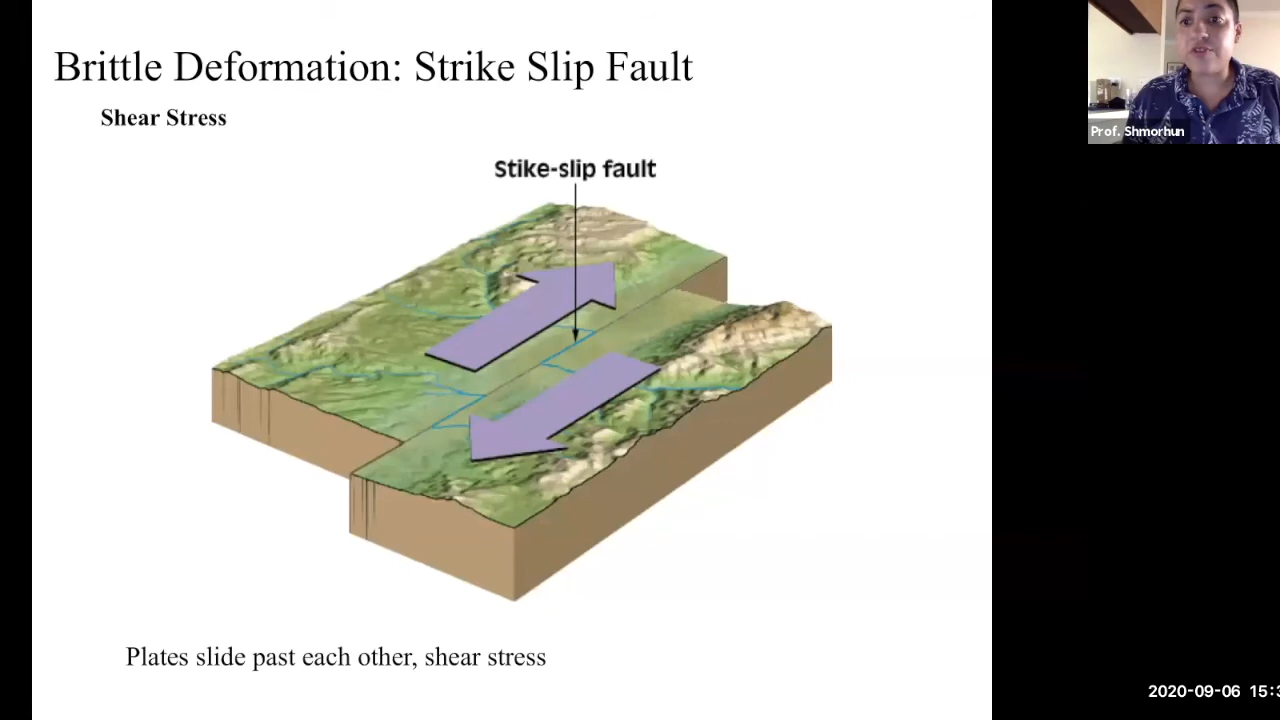 Brittle Deformation: Strike Slip Fault
Shear Stress
Stike-slip fault
Plates slide past each other, shear stress
Prof. Shmorhun
2020-09-06 15:3